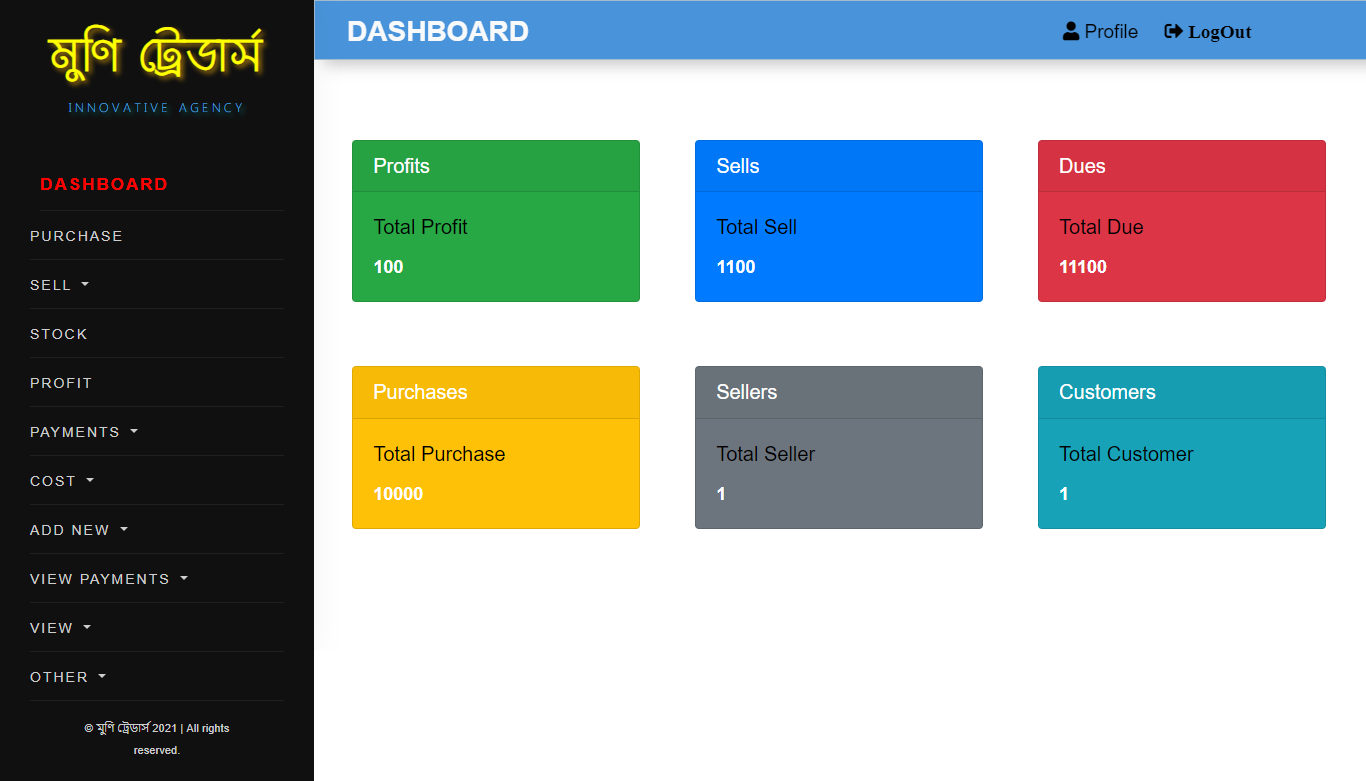 মুণি ট্রেডার্স
INNOVATIVE AGENCY
DASHBOARD
PURCHASE
SELL
STOCK
PROFIT
PAYMENTS
COST
ADD NEW
VIEW PAYMENTS
VIEW
OTHER
© মুণি ট্রেডার্স 2021 | All rights
reserved.
DASHBOARD
Profile
LogOut
Profits
Total Profit
100
Sells
Total Sell
1100
Dues
Total Due
11100
Purchases
Total Purchase
10000
Sellers
Total Seller
1
Customers
Total Customer
1